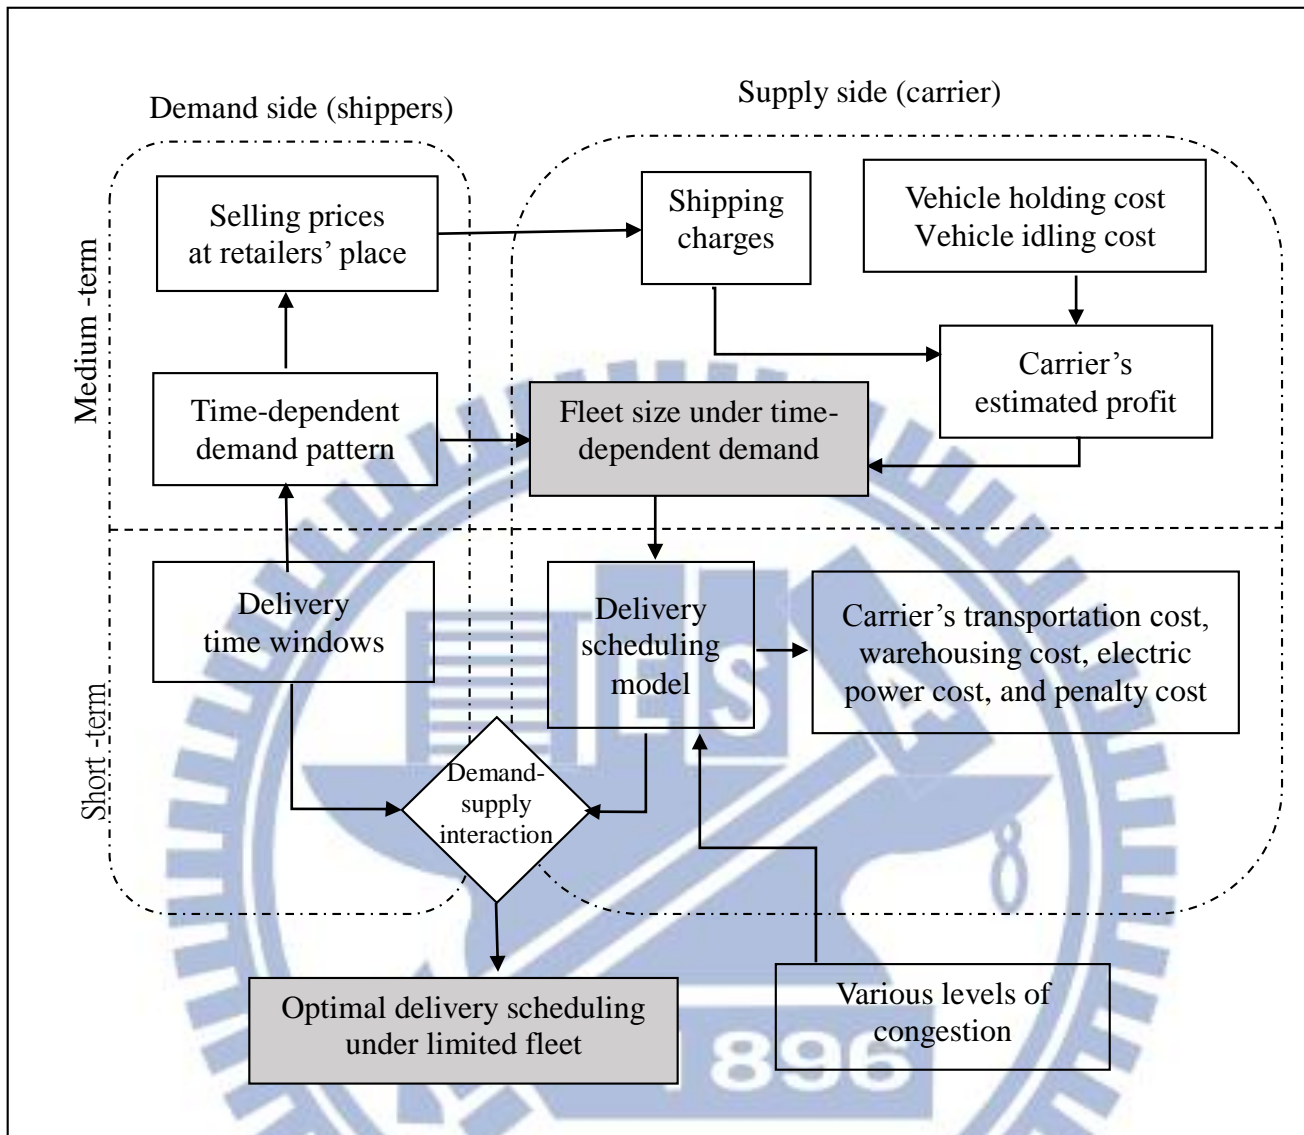 Demand side (shippers)
Supply side (carrier)
Medium -term
Selling prices
at retailers’ place
Shipping
charges
Vehicle holding cost
Vehicle idling cost
Carrier’s
estimated profit
Time-dependent
demand pattern
Fleet size under time-
dependent demand
Short -term
Delivery
time windows
Delivery
scheduling
model
Carrier’s transportation cost,
warehousing cost, electric
power cost, and penalty cost
Demand-
supply
interaction
Optimal delivery scheduling
under limited fleet
Various levels of
congestion
E S A
1896